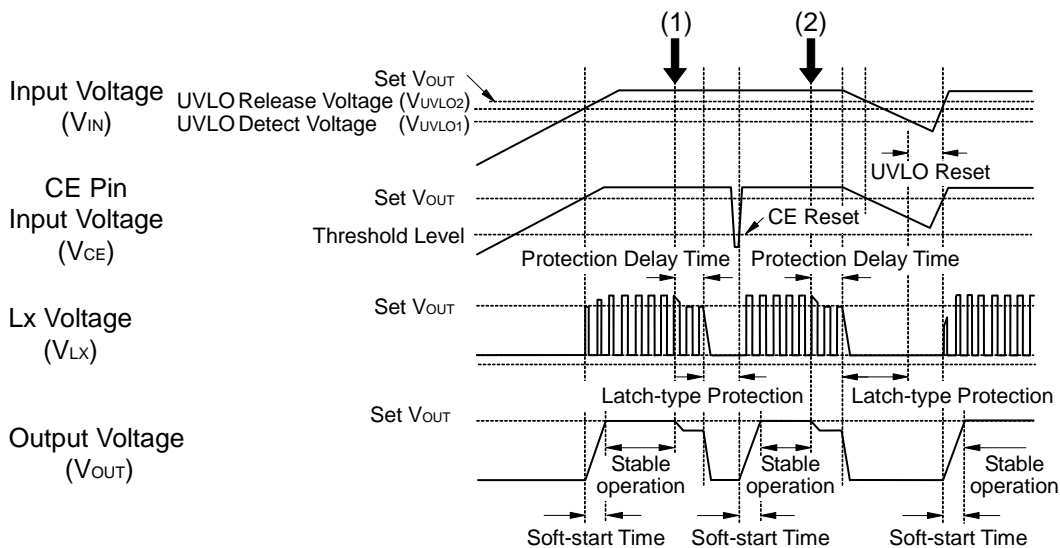 (1) (2)
Set VOUT
Input Voltage
(VIN)
UVLO Release Voltage (VUVLO2)
UVLO Detect Voltage (VUVLO1)
UVLO Reset
CE Pin
Input Voltage
(VCE)
Set VOUT
CE Reset
Threshold Level
Protection Delay Time Protection Delay Time
Lx Voltage
(VLX)
Set VOUT
Latch-type Protection Latch-type Protection
Output Voltage
(VOUT)
Set VOUT
Stable operation Stable operation Stable operation
Soft-start Time Soft-start Time Soft-start Time